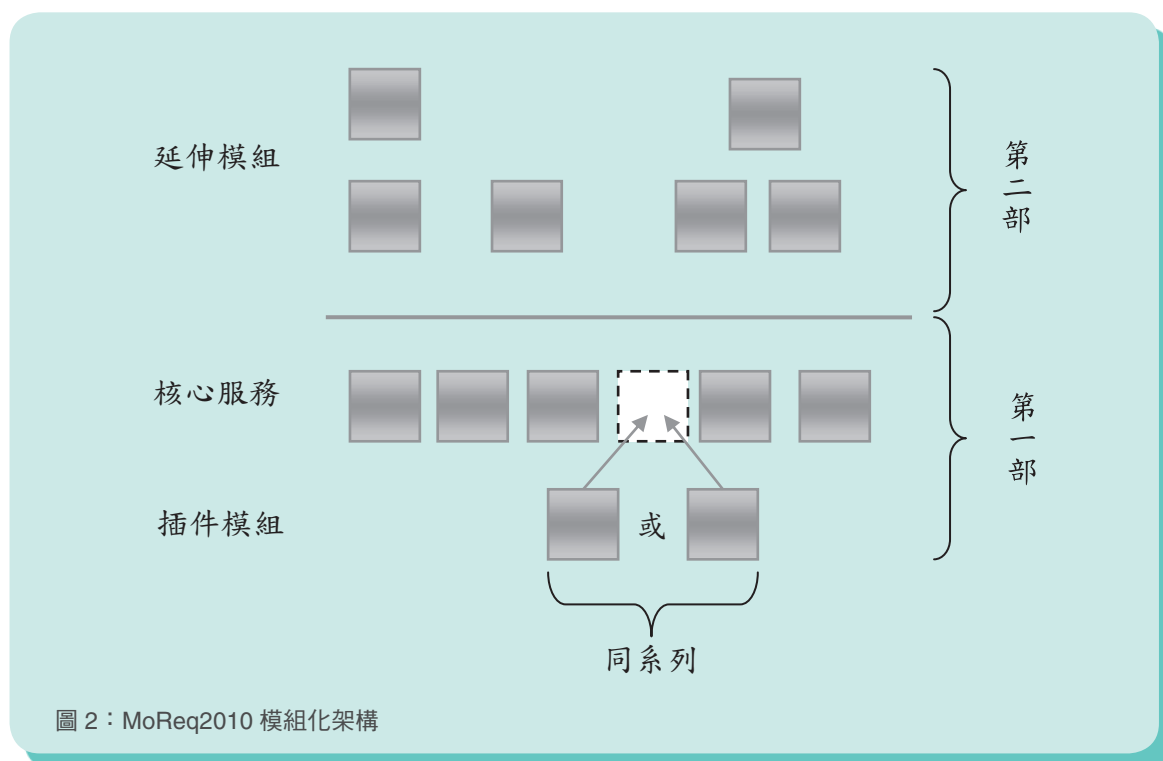 延伸模組
第二部
核心服務
第一部
插件模組
或
同系列
圖 2：MoReq2010 模組化架構